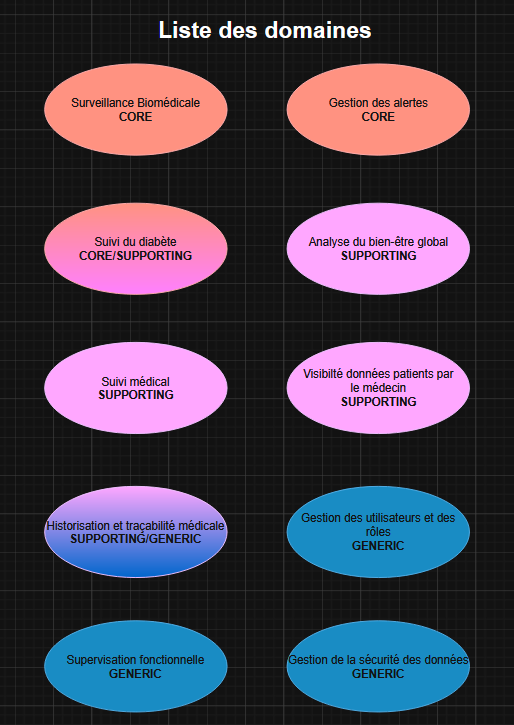 Liste des domaines
Surveillance Biomédicale
CORE
Gestion des alertes
CORE
Suivi du diabète
CORE/SUPPORTING
Analyse du bien-être global
SUPPORTING
Suivi médical
SUPPORTING
Visibilté données patients par
le médecin
SUPPORTING
Historisation et traçabilité médicale
SUPPORTING/GENERIC
Gestion des utilisateurs et des
rôles
GENERIC
Supervisation fonctionnelle
GENERIC
Gestion de la sécurité des données
GENERIC